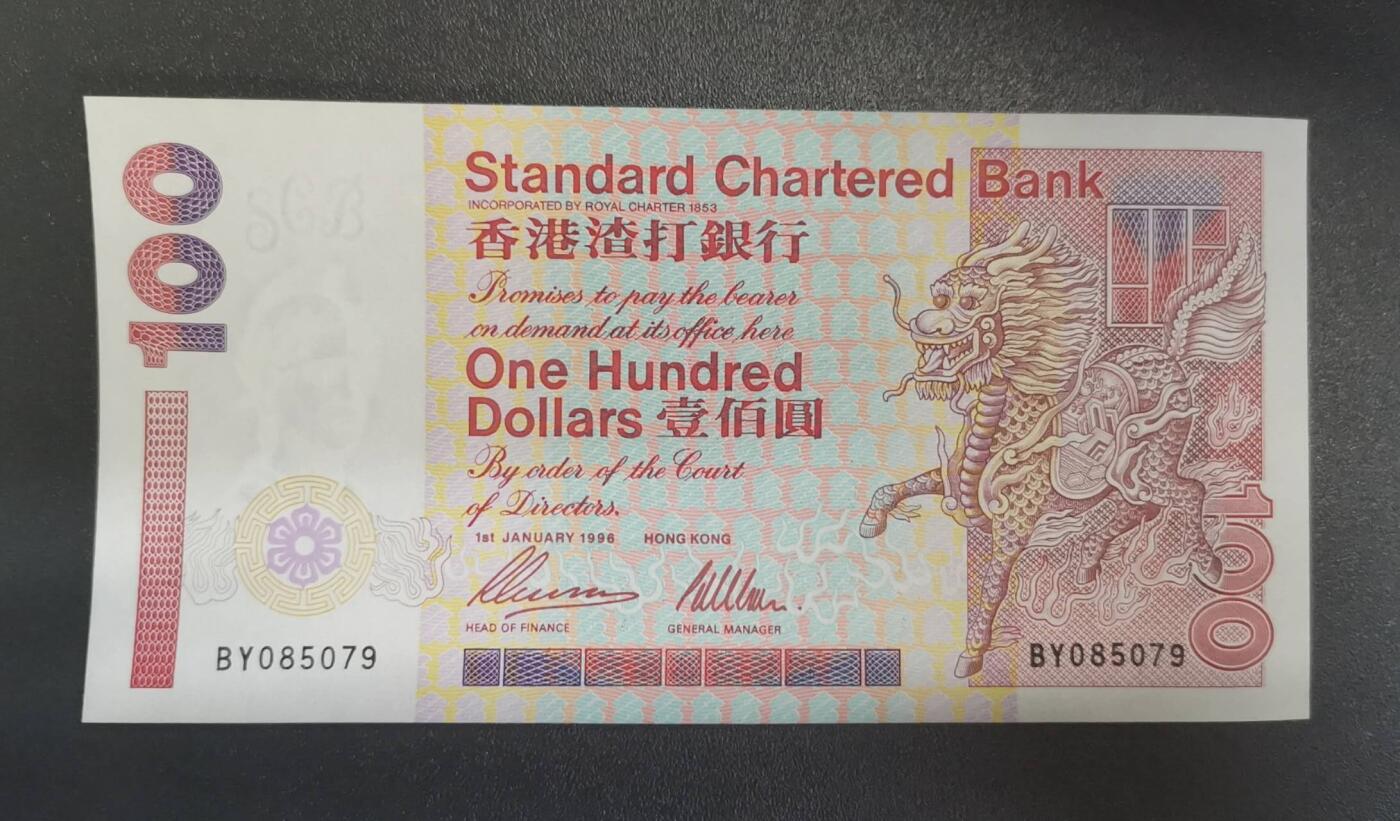 100
SCB
Standard Chartered Bank
INCORPORATED BY ROYAL CHARTER 1853
香港渣打銀行
Promises to pay the bearer
on demand at its office here
One Hundred
Dollars 壹佰圓
By order of the Court
of Directors.
1st JANUARY 1996 HONG KONG
HEAD OF FINANCE GENERAL MANAGER
BY085079
BY085079
100